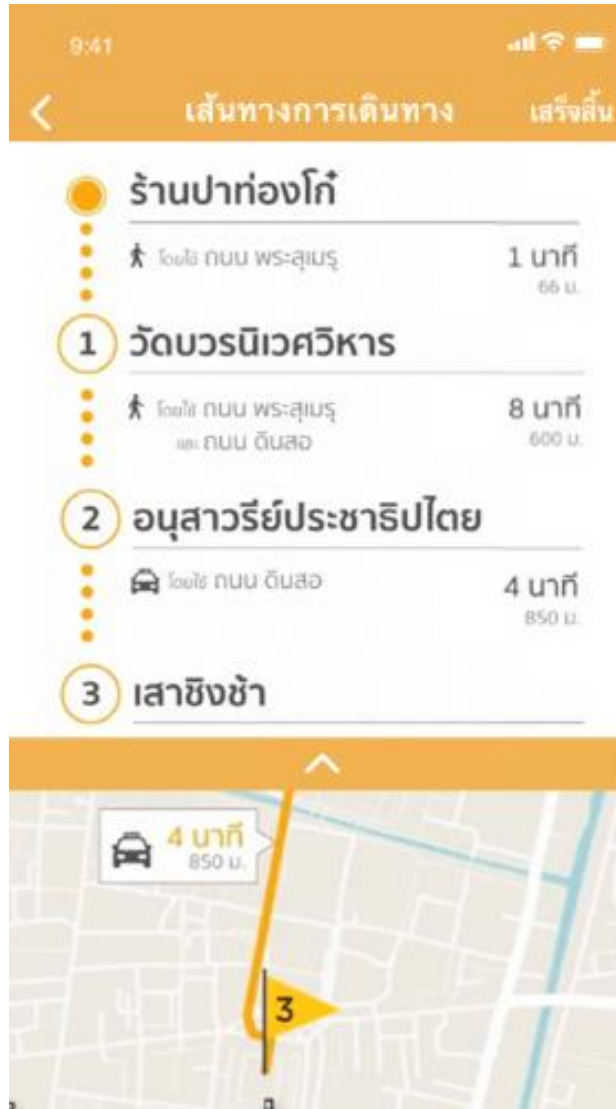 9:41
เส้นทางการเดินทาง เสร็จสิ้น
ร้านปาท่องโก๋
โดยใช้ ถนน พระสุเมรุ 1 นาที
66 ม.
1 วัดบวรนิเวศวิหาร
โดยใช้ ถนน พระสุเมรุ 8 นาที
และ ถนน ดินสอ 600 ม.
2 อนุสาวรีย์ประชาธิปไตย
โดยใช้ ถนน ดินสอ 4 นาที
850 ม.
3 เสาชิงช้า
4 นาที
850 ม.
3